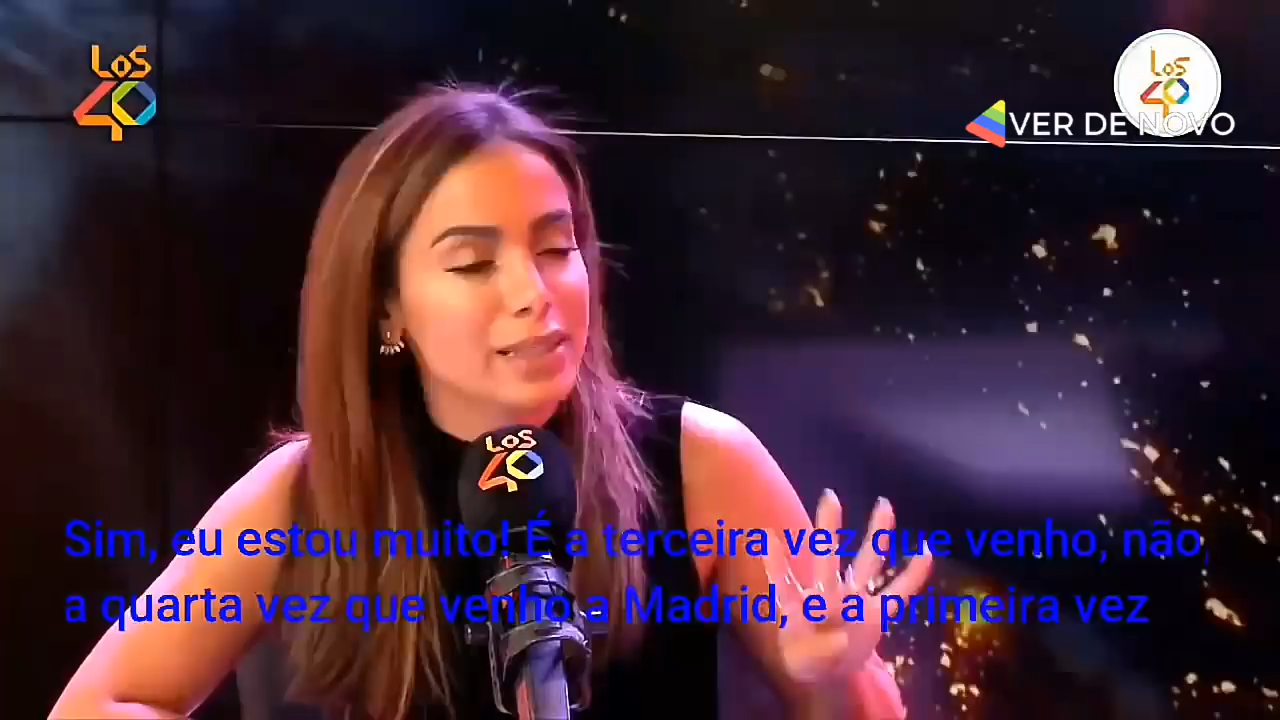 LOS
40
LOS
40
VER DE NOVO
LOS
40
Sim, eu estou muito! É a terceira vez que venho, não,
a quarta vez que venho a Madrid, e a primeira vez